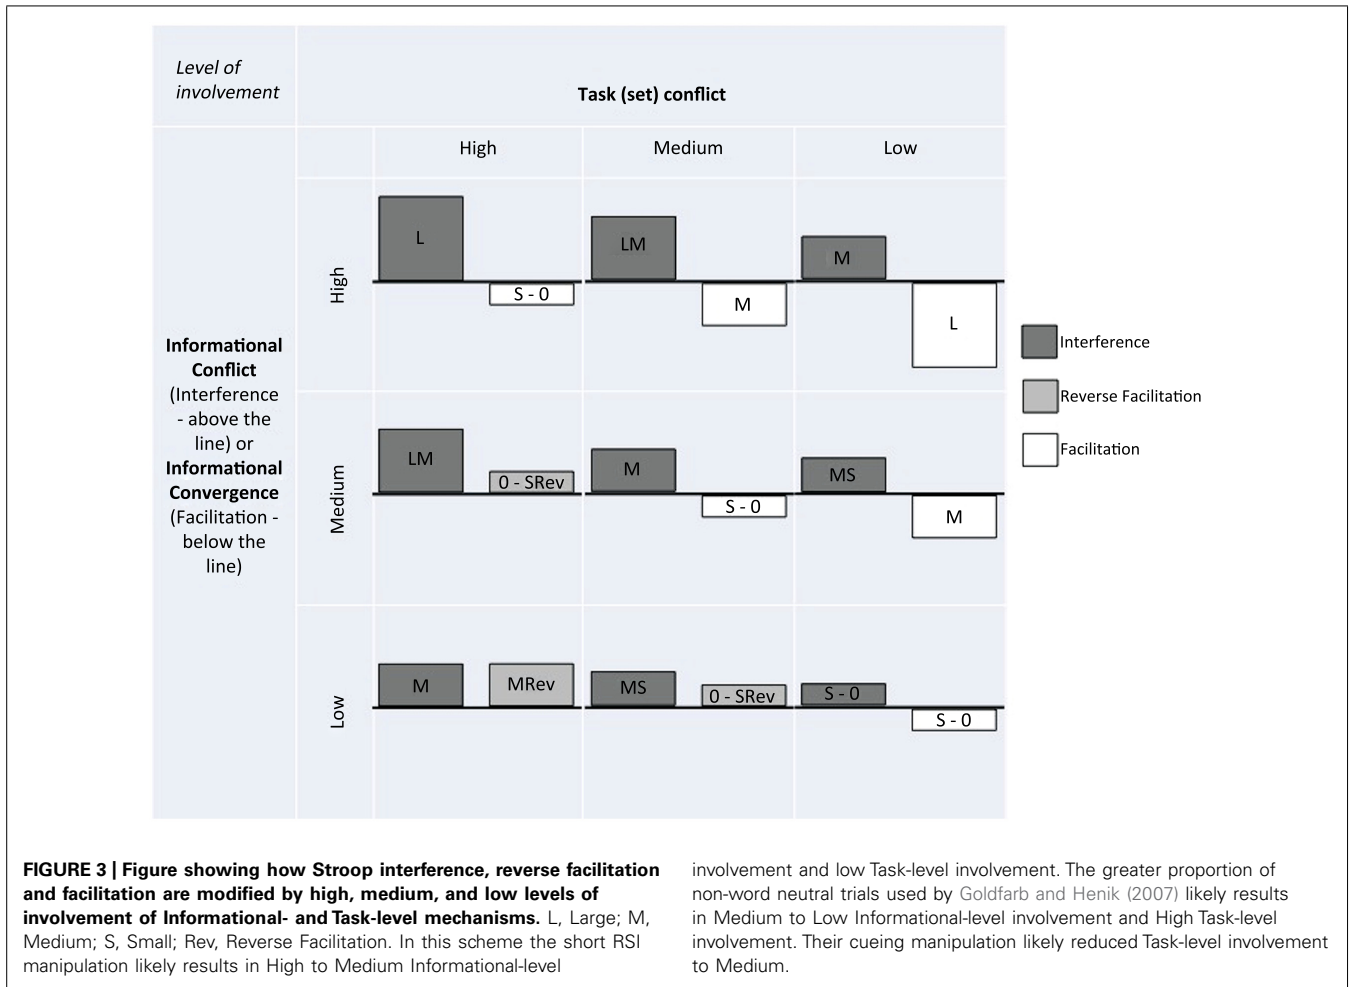 Level of
involvement
Task (set) conflict
High
Medium
Low
High
L
S - 0
LM
M
M
L
Informational
Conflict
(Interference
- above the
line) or
Informational
Convergence
(Facilitation -
below the
line)
Medium
LM
0 - SRev
M
S - 0
MS
M
Low
M
MRev
MS
0 - SRev
S - 0
S - 0
Interference
Reverse Facilitation
Facilitation
FIGURE 3 | Figure showing how Stroop interference, reverse facilitation
and facilitation are modified by high, medium, and low levels of
involvement of Informational- and Task-level mechanisms. L, Large; M,
Medium; S, Small; Rev, Reverse Facilitation. In this scheme the short RSI
manipulation likely results in High to Medium Informational-level
involvement and low Task-level involvement. The greater proportion of
non-word neutral trials used by Goldfarb and Henik (2007) likely results
in Medium to Low Informational-level involvement and High Task-level
involvement. Their cueing manipulation likely reduced Task-level involvement
to Medium.